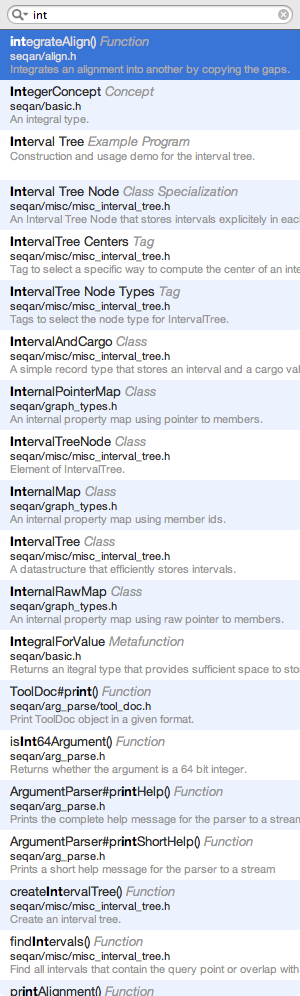 int
integrateAlign() Function
seqan/align.h
Integrates an alignment into another by copying the gaps.
IntegerConcept Concept
seqan/basic.h
An integral type.
Interval Tree Example Program
Construction and usage demo for the interval tree.
Interval Tree Node Class Specialization
seqan/misc/misc_interval_tree.h
An Interval Tree Node that stores intervals explicitely in eac
IntervalTree Centers Tag
seqan/misc/misc_interval_tree.h
Tag to select a specific way to compute the center of an inte
IntervalTree Node Types Tag
seqan/misc/misc_interval_tree.h
Tags to select the node type for IntervalTree.
IntervalAndCargo Class
seqan/misc/misc_interval_tree.h
A simple record type that stores an interval and a cargo val
InternalPointerMap Class
seqan/graph_types.h
An internal property map using pointer to members.
IntervalTreeNode Class
seqan/misc/misc_interval_tree.h
Element of IntervalTree.
InternalMap Class
seqan/graph_types.h
An internal property map using member ids.
IntervalTree Class
seqan/misc/misc_interval_tree.h
A datastructure that efficiently stores intervals.
InternalRawMap Class
seqan/graph_types.h
An internal property map using raw pointer to members.
IntegralForValue Metafunction
seqan/basic.h
Returns an itegral type that provides sufficient space to sto
ToolDoc#print() Function
seqan/arg_parse/tool_doc.h
Print ToolDoc object in a given format.
isInt64Argument() Function
seqan/arg_parse.h
Returns whether the argument is a 64 bit integer.
ArgumentParser#printHelp() Function
seqan/arg_parse.h
Prints the complete help message for the parser to a strean
ArgumentParser#printShortHelp() Function
seqan/arg_parse.h
Prints a short help message for the parser to a stream
createIntervalTree() Function
seqan/misc/misc_interval_tree.h
Create an interval tree.
findIntervals() Function
seqan/misc/misc_interval_tree.h
Find all intervals that contain the query point or overlap with
printAlignment() Function